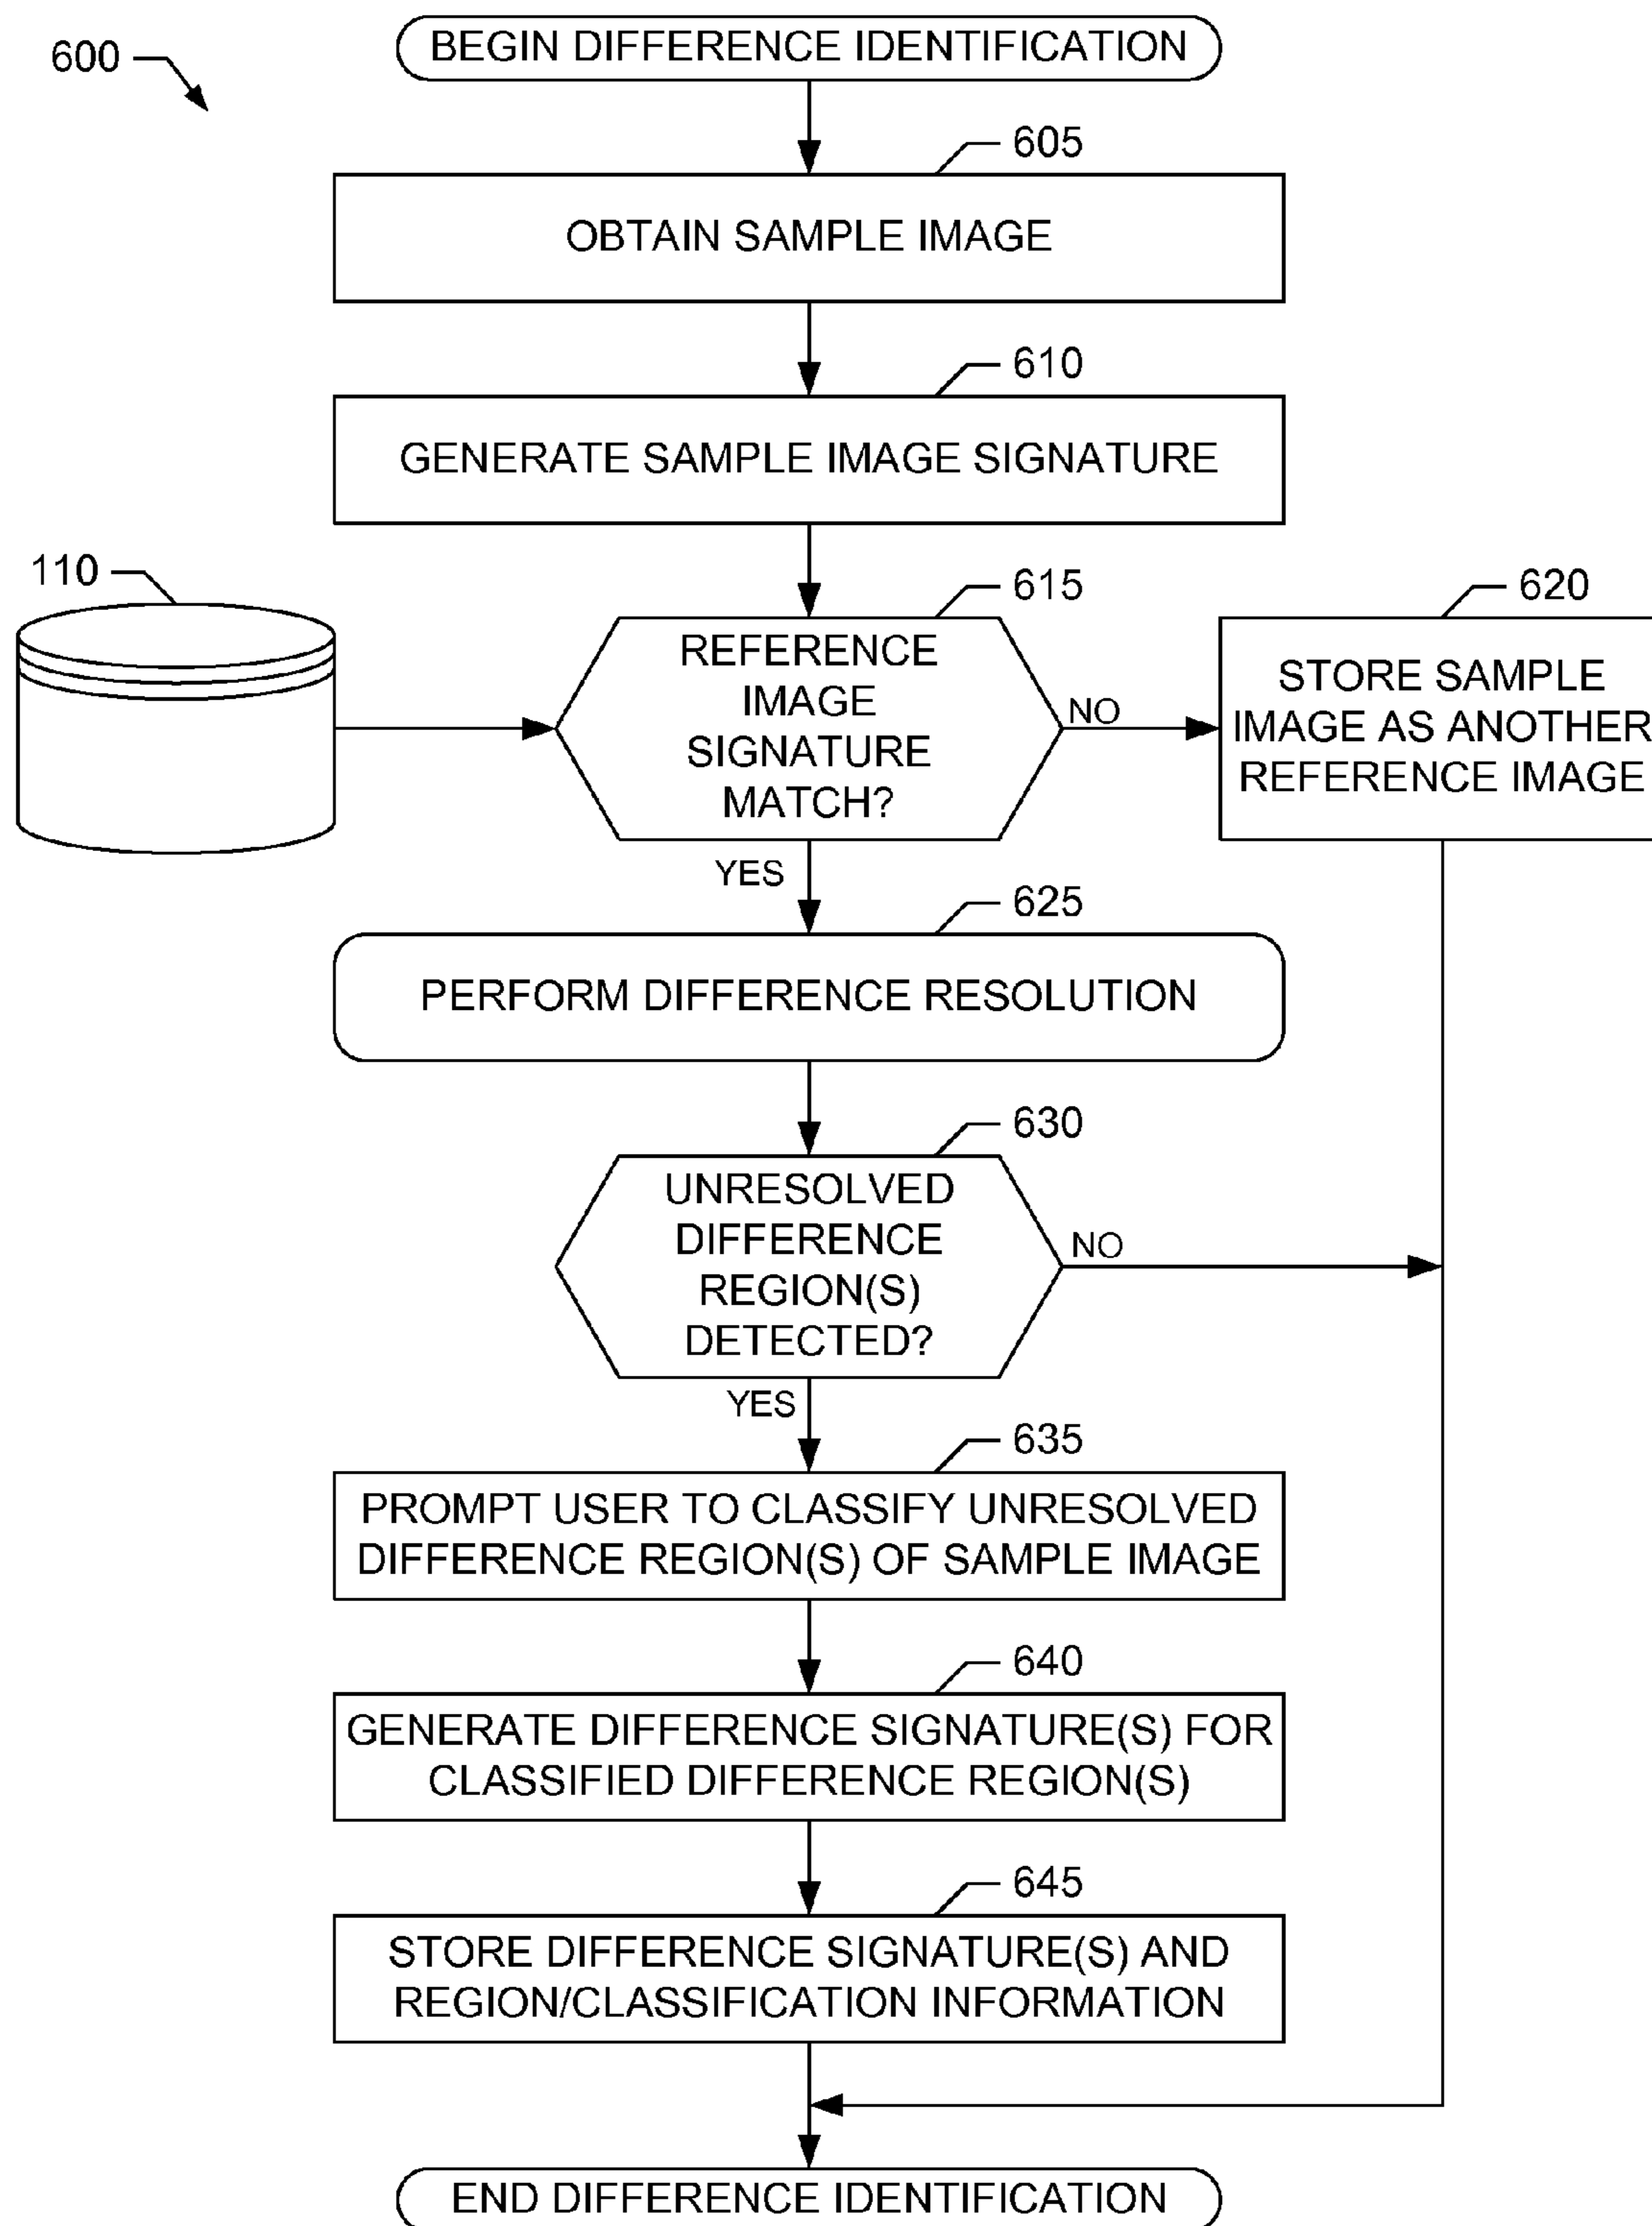 600
BEGIN DIFFERENCE IDENTIFICATION
605
OBTAIN SAMPLE IMAGE
610
GENERATE SAMPLE IMAGE SIGNATURE
110
615
REFERENCE
IMAGE
SIGNATURE
MATCH?
NO
620
STORE SAMPLE
IMAGE AS ANOTHER
REFERENCE IMAGE
YES
625
PERFORM DIFFERENCE RESOLUTION
630
UNRESOLVED
DIFFERENCE
REGION(S)
DETECTED?
NO
YES
635
PROMPT USER TO CLASSIFY UNRESOLVED
DIFFERENCE REGION(S) OF SAMPLE IMAGE
640
GENERATE DIFFERENCE SIGNATURE(S) FOR
CLASSIFIED DIFFERENCE REGION(S)
645
STORE DIFFERENCE SIGNATURE(S) AND
REGION/CLASSIFICATION INFORMATION
END DIFFERENCE IDENTIFICATION